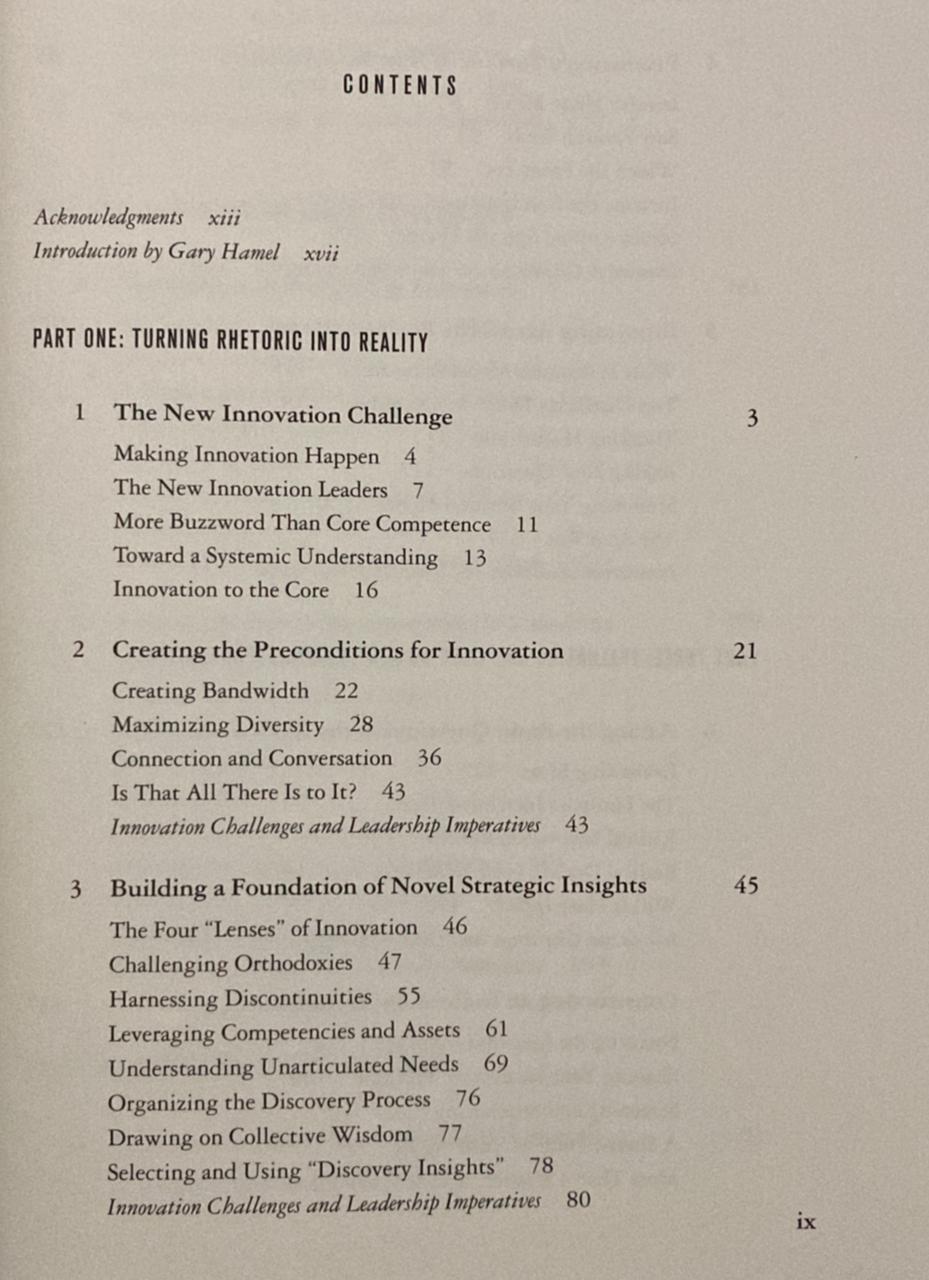 CONTENTS
Acknowledgments xiii
Introduction by Gary Hamel xvii
PART ONE: TURNING RHETORIC INTO REALITY
1 The New Innovation Challenge 3
Making Innovation Happen 4
The New Innovation Leaders 7
More Buzzword Than Core Competence 11
Toward a Systemic Understanding 13
Innovation to the Core 16
2 Creating the Preconditions for Innovation 21
Creating Bandwidth 22
Maximizing Diversity 28
Connection and Conversation 36
Is That All There Is to It? 43
Innovation Challenges and Leadership Imperatives 43
3 Building a Foundation of Novel Strategic Insights 45
The Four “Lenses” of Innovation 46
Challenging Orthodoxies 47
Harnessing Discontinuities 55
Leveraging Competencies and Assets 61
Understanding Unarticulated Needs 69
Organizing the Discovery Process 76
Drawing on Collective Wisdom 77
Selecting and Using “Discovery Insights” 78
Innovation Challenges and Leadership Imperatives 80
ix